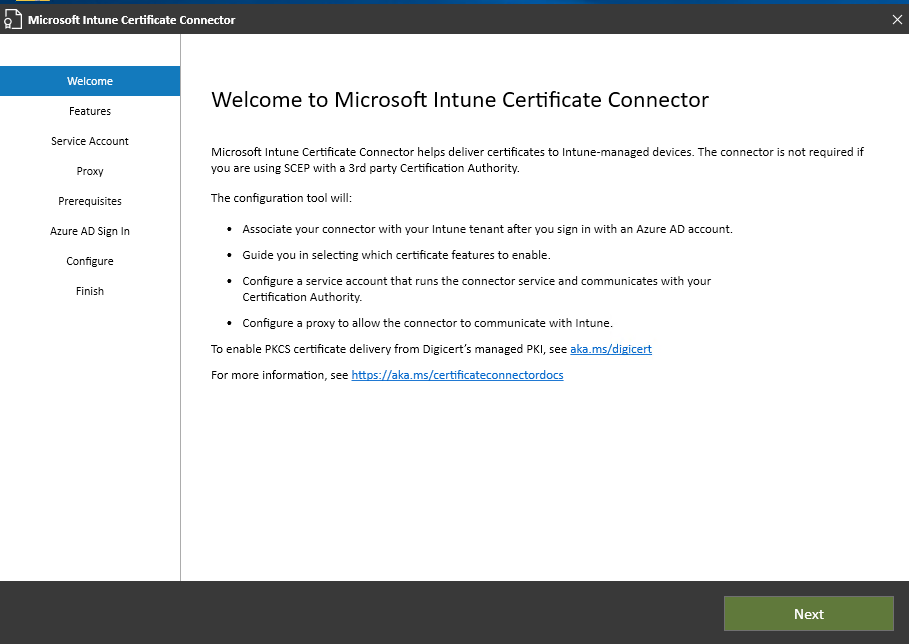 Microsoft Intune Certificate Connector
Welcome
Features
Service Account
Proxy
Prerequisites
Azure AD Sign In
Configure
Finish
Welcome to Microsoft Intune Certificate Connector
Microsoft Intune Certificate Connector helps deliver certificates to Intune-managed devices. The connector is not required if
you are using SCEP with a 3rd party Certification Authority.
The configuration tool will:
• Associate your connector with your Intune tenant after you sign in with an Azure AD account.
• Guide you in selecting which certificate features to enable.
• Configure a service account that runs the connector service and communicates with your
Certification Authority.
• Configure a proxy to allow the connector to communicate with Intune.
To enable PKCS certificate delivery from Digicert’s managed PKI, see aka.ms/digicert
For more information, see https://aka.ms/certificateconnectordocs
Next